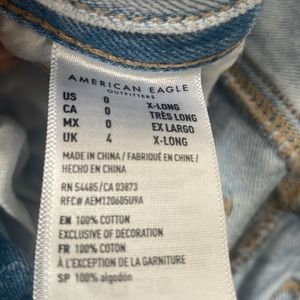 AMERICAN EAGLE
OUTFITTERS
US 0 X-LONG
CA 0 TRÈS LONG
MX 0 EX LARGO
UK 4 X-LONG
MADE IN CHINA / FABRIQUÉ EN CHINE /
HECHO EN CHINA
RN 54485/CA 03873
RFC# AEM120605U9A
EN 100% COTTON
EXCLUSIVE OF DECORATION
FR 100% COTON
À L'EXCEPTION DE LA GARNITURE
SP 100% algodón